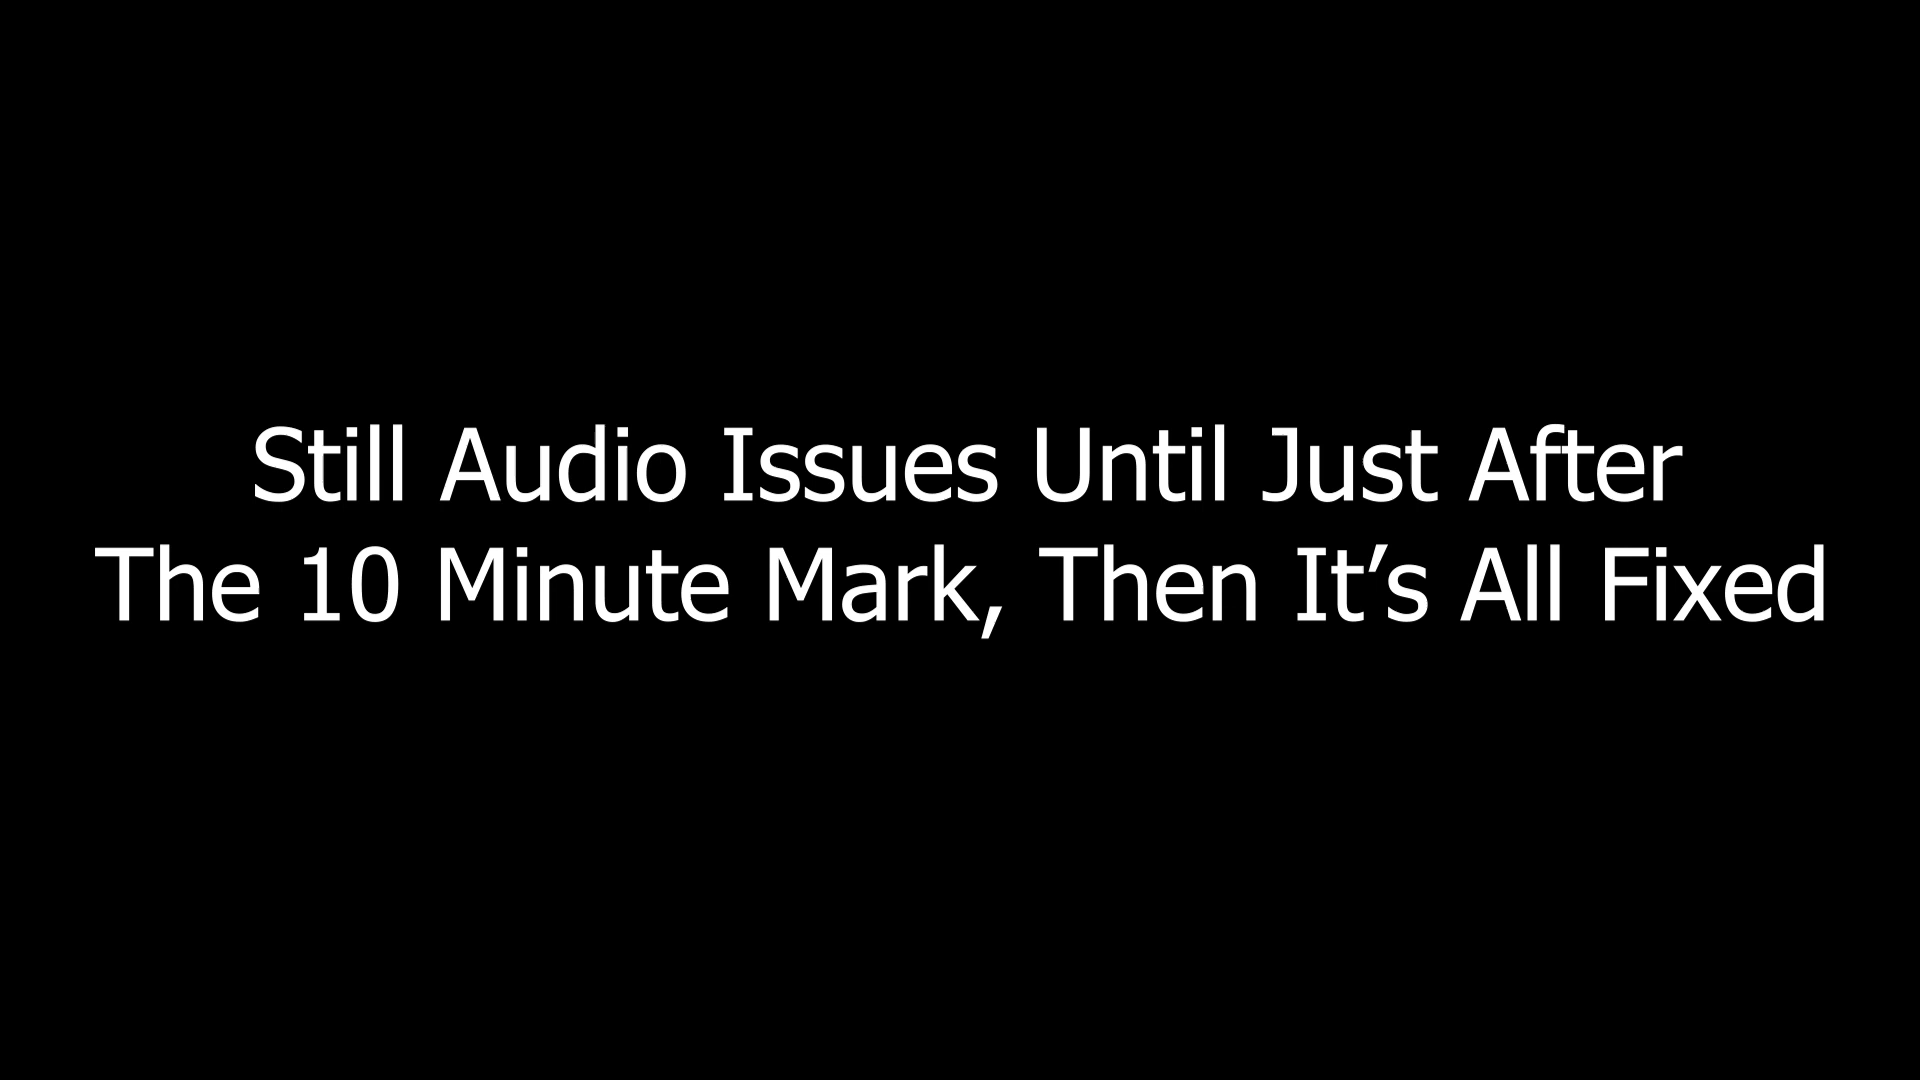 Still Audio Issues Until Just After
The 10 Minute Mark, Then It’s All Fixed